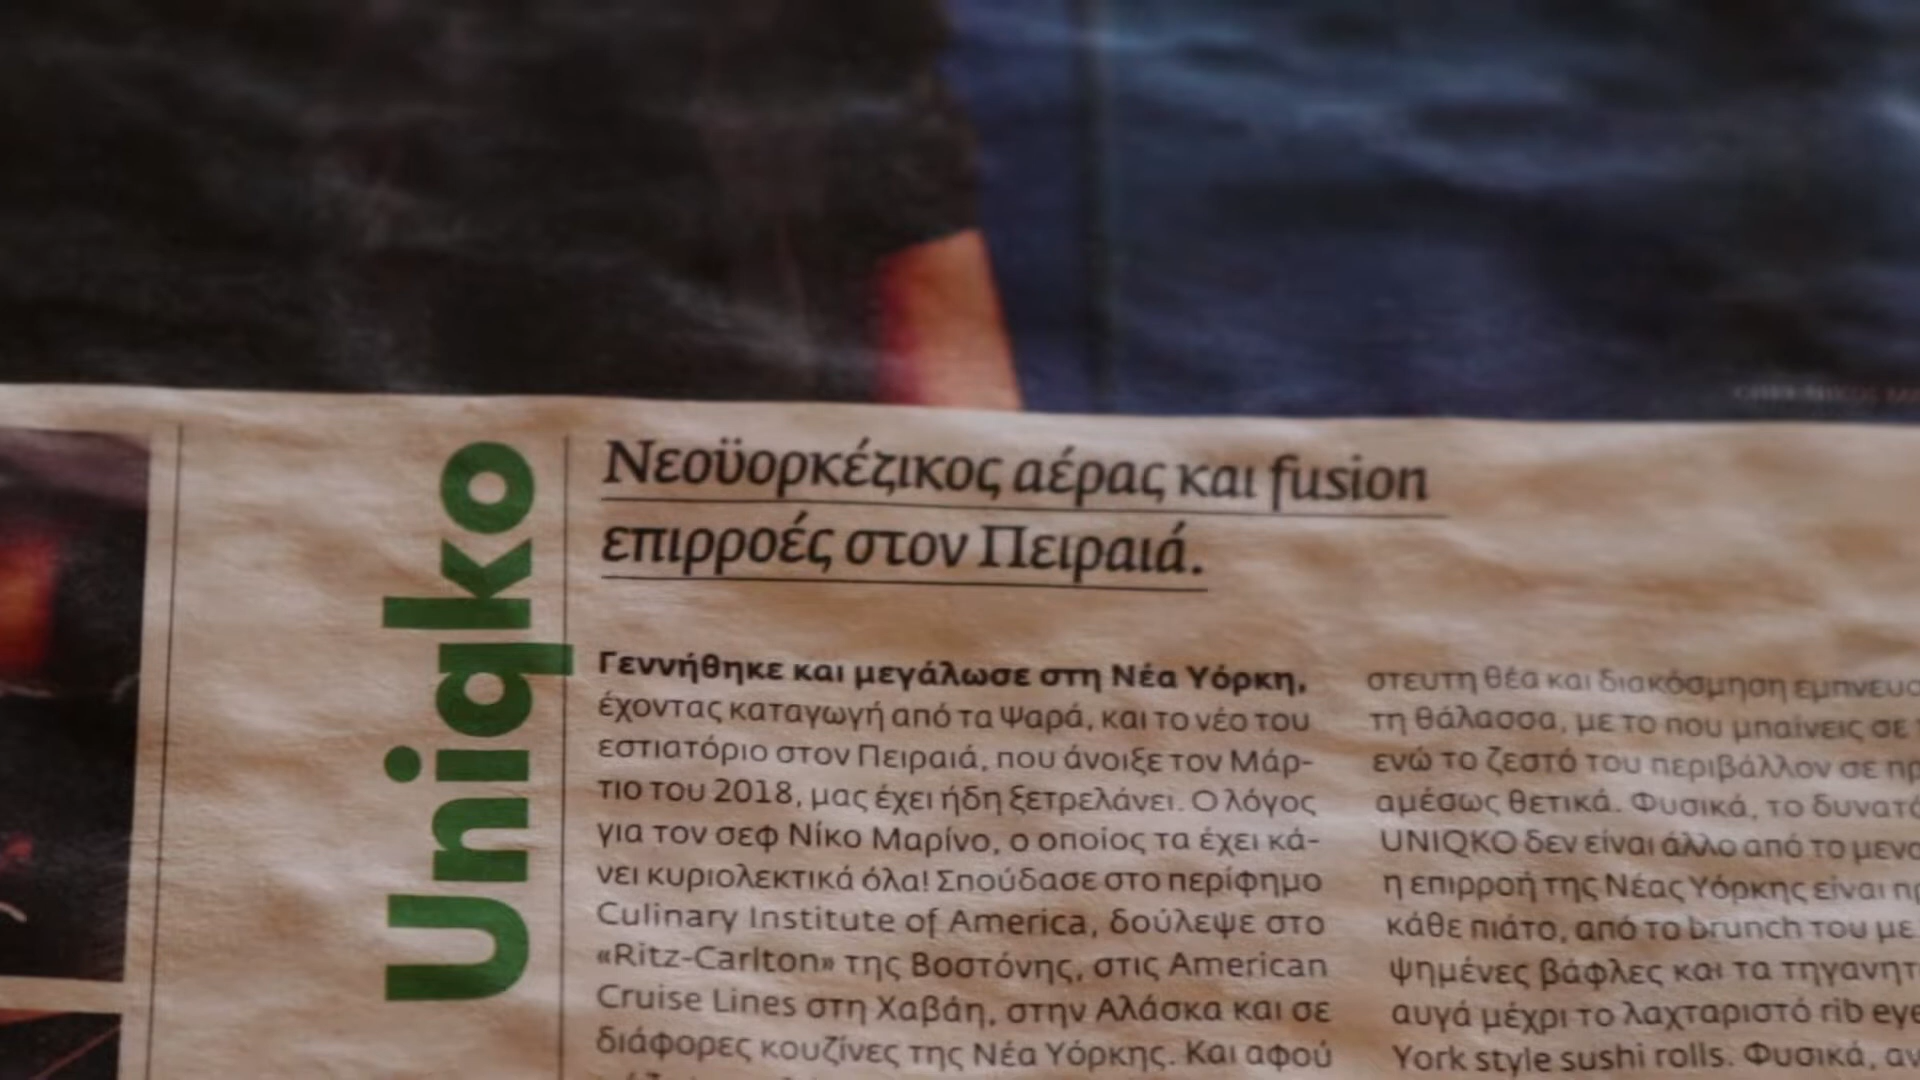 Uniqko
Νεοϋορκέζικος αέρας και fusion
επιρροές στον Πειραιά.
Γεννήθηκε και μεγάλωσε στη Νέα Υόρκη,
έχοντας καταγωγή από τα Ψαρά, και το νέο του
εστιατόριο στον Πειραιά, που άνοιξε τον Μάρ-
τιο του 2018, μας έχει ήδη ξετρελάνει. Ο λόγος
για τον σεφ Νίκο Μαρίνο, ο οποίος τα έχει κά-
νει κυριολεκτικά όλα! Σπούδασε στο περίφημο
Culinary Institute of America, δούλεψε στο
«Ritz-Carlton» της Βοστόνης, στις American
Cruise Lines στη Χαβάη, στην Αλάσκα και σε
διάφορες κουζίνες της Νέα Υόρκης. Και αφού
στευτη θέα και διακόσμηση
τη θάλασσα, με το που μπαίνεις σε
ενώ το ζεστό του περιβάλλον σε
αμέσως θετικά. Φυσικά, το
UNIQKO δεν είναι άλλο από το
η επιρροή της Νέας Υόρκης είναι
κάθε πιάτο, από το brunch του με
ψημένες βάφλες και τα
αυγά μέχρι το λαχταριστό rib
York style sushi rolls. Φυσικά,